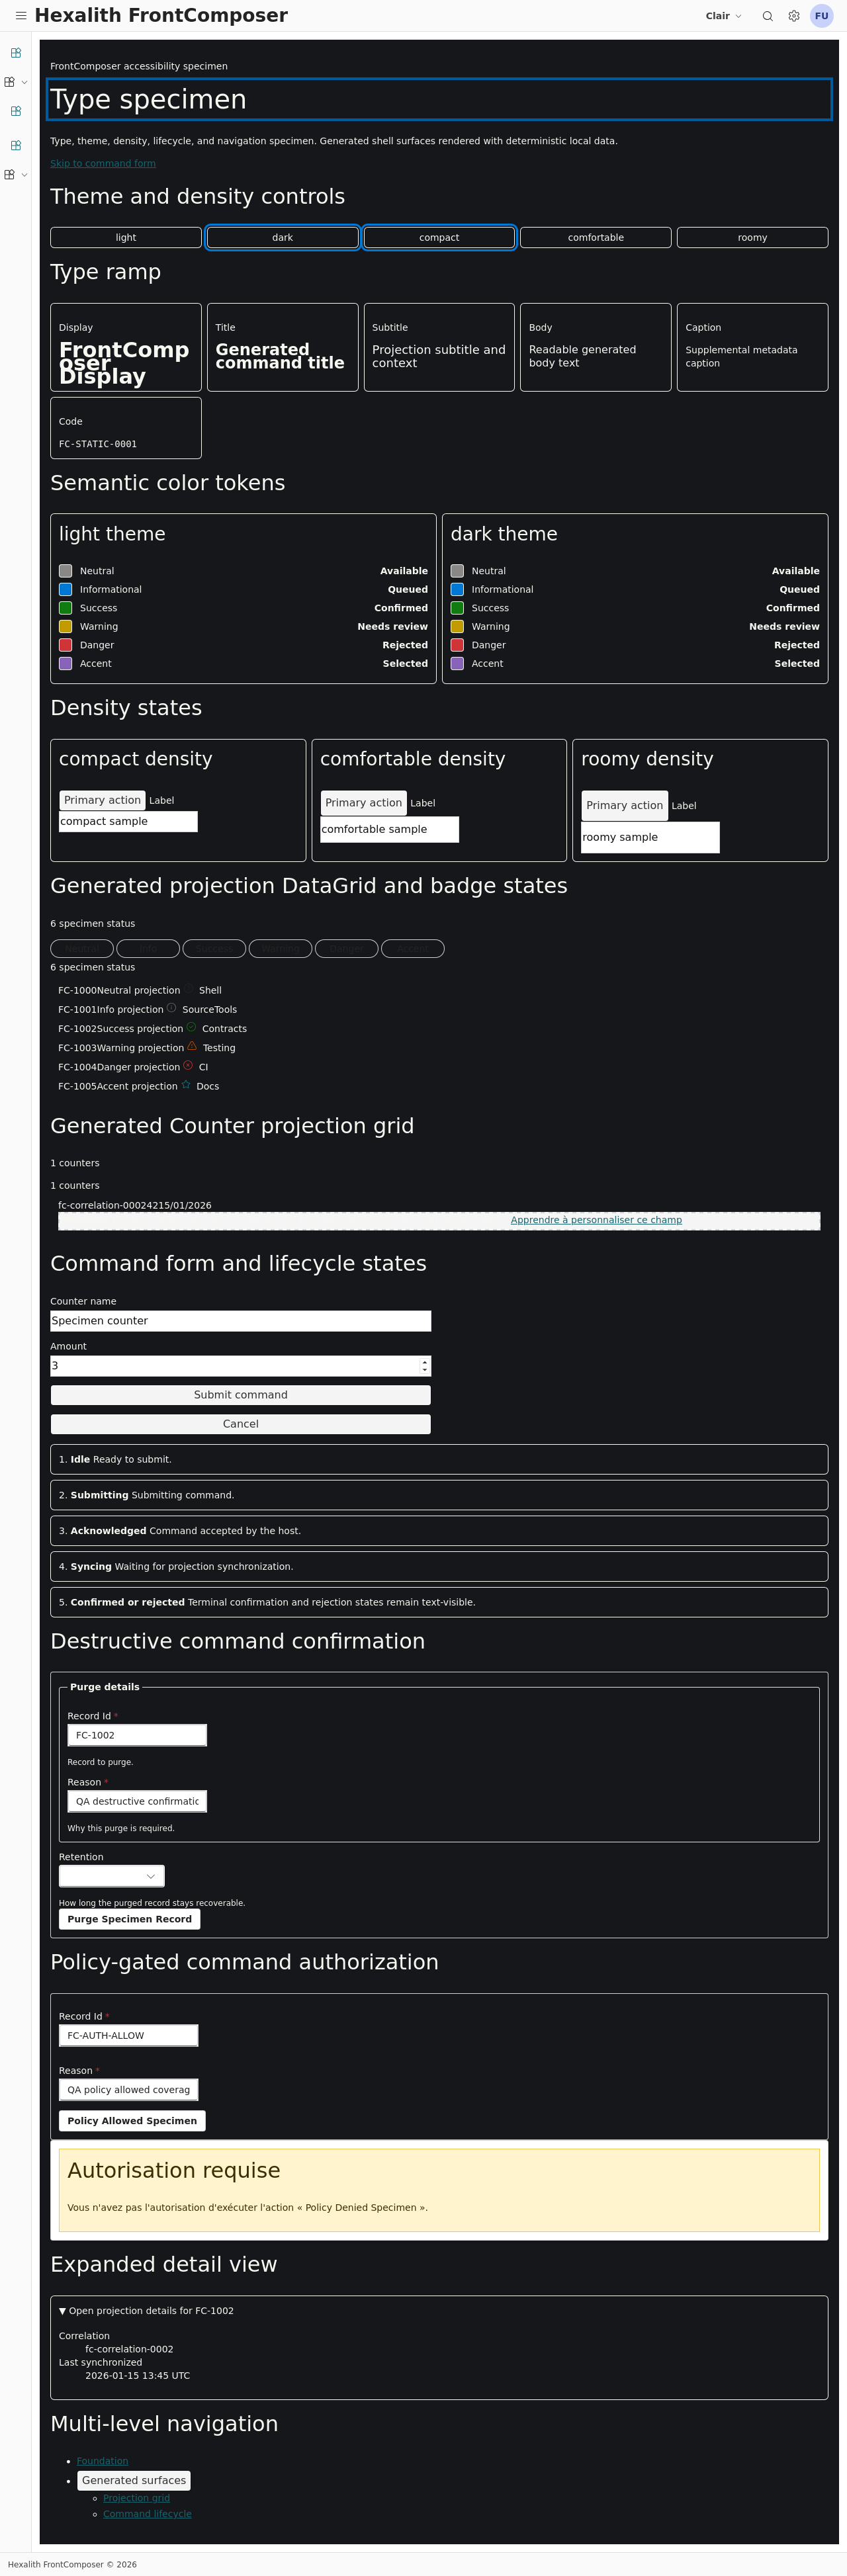 Hexalith FrontComposer
Clair
FU
FrontComposer accessibility specimen
Type specimen
Type, theme, density, lifecycle, and navigation specimen. Generated shell surfaces rendered with deterministic local data.
Skip to command form
Theme and density controls
light
dark
compact
comfortable
roomy
Type ramp
Display
FrontComp
oser
Display
Title
Generated
command title
Subtitle
Projection subtitle and
context
Body
Readable generated
body text
Caption
Supplemental metadata
caption
Code
FC-STATIC-0001
Semantic color tokens
light theme
Neutral Available
Informational Queued
Success Confirmed
Warning Needs review
Danger Rejected
Accent Selected
dark theme
Neutral Available
Informational Queued
Success Confirmed
Warning Needs review
Danger Rejected
Accent Selected
Density states
compact density
Primary action Label
compact sample
comfortable density
Primary action Label
comfortable sample
roomy density
Primary action Label
roomy sample
Generated projection DataGrid and badge states
6 specimen status
Neutral Info Success Warning Danger Accent
6 specimen status
FC-1000Neutral projection Shell
FC-1001Info projection SourceTools
FC-1002Success projection Contracts
FC-1003Warning projection Testing
FC-1004Danger projection CI
FC-1005Accent projection Docs
Generated Counter projection grid
1 counters
1 counters
fc-correlation-00024215/01/2026
Apprendre à personnaliser ce champ
Command form and lifecycle states
Counter name
Specimen counter
Amount
3
Submit command
Cancel
1. Idle Ready to submit.
2. Submitting Submitting command.
3. Acknowledged Command accepted by the host.
4. Syncing Waiting for projection synchronization.
5. Confirmed or rejected Terminal confirmation and rejection states remain text-visible.
Destructive command confirmation
Purge details
Record Id *
FC-1002
Record to purge.
Reason *
QA destructive confirmatic
Why this purge is required.
Retention
How long the purged record stays recoverable.
Purge Specimen Record
Policy-gated command authorization
Record Id *
FC-AUTH-ALLOW
Reason *
QA policy allowed coverag
Policy Allowed Specimen
Autorisation requise
Vous n'avez pas l'autorisation d'exécuter l'action « Policy Denied Specimen ».
Expanded detail view
▼ Open projection details for FC-1002
Correlation
fc-correlation-0002
Last synchronized
2026-01-15 13:45 UTC
Multi-level navigation
Foundation
Generated surfaces
Projection grid
Command lifecycle
Hexalith FrontComposer © 2026